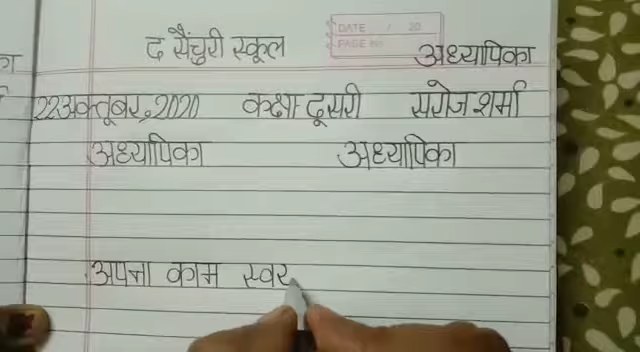 DATE / 20
PAGE No.
द सैंचुरी स्कूल अध्यापिका
22अक्तूबर,2020 कक्षा-दूसरी सरोज शर्मा
अध्यापिका अध्यापिका
अपना काम स्वर